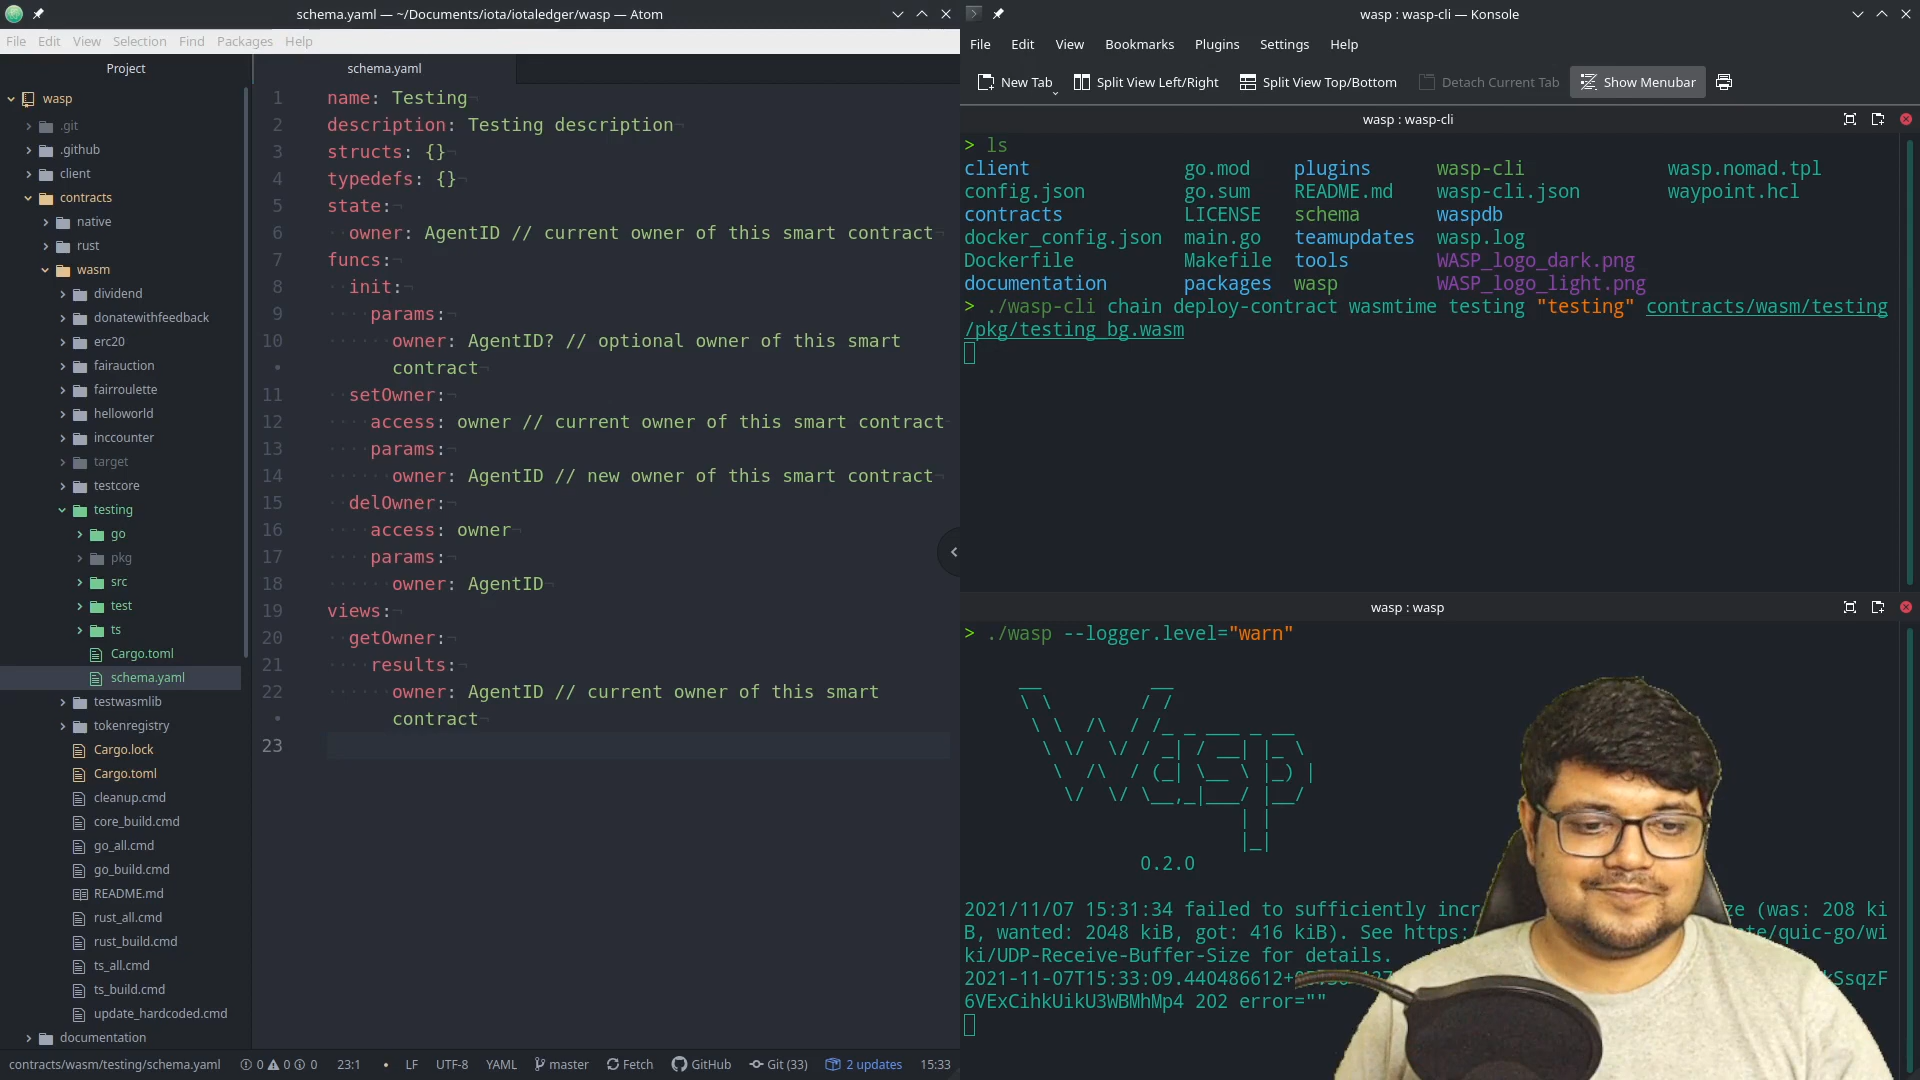 schema.yaml — ~/Documents/iota/iotaledger/wasp — Atom
File Edit View Selection Find Packages Help
Project
wasp
.git
.github
client
contracts
native
rust
wasm
dividend
donatewithfeedback
erc20
fairauction
fairroulette
helloworld
inccounter
target
testcore
testing
go
pkg
src
test
ts
Cargo.toml
schema.yaml
testwasmlib
tokenregistry
Cargo.lock
Cargo.toml
cleanup.cmd
core_build.cmd
go_all.cmd
go_build.cmd
README.md
rust_all.cmd
rust_build.cmd
ts_all.cmd
ts_build.cmd
update_hardcoded.cmd
documentation
schema.yaml
1 name: Testing
2 description: Testing description
3 structs: {}
4 typedefs: {}
5 state:
6 owner: AgentID // current owner of this smart contract
7 funcs:
8 init:
9 params:
10 owner: AgentID? // optional owner of this smart
contract
11 setOwner:
12 access: owner // current owner of this smart contract
13 params:
14 owner: AgentID // new owner of this smart contract
15 delOwner:
16 access: owner
17 params:
18 owner: AgentID
19 views:
20 getOwner:
21 results:
22 owner: AgentID // current owner of this smart
contract
23
contracts/wasm/testing/schema.yaml 0 0 0 23:1 LF UTF-8 YAML master Fetch GitHub Git (33) 2 updates 15:33
wasp : wasp-cli — Konsole
File Edit View Bookmarks Plugins Settings Help
New Tab Split View Left/Right Split View Top/Bottom Detach Current Tab Show Menubar
wasp : wasp-cli
> ls
client go.mod plugins wasp-cli wasp.nomad.tpl
config.json go.sum README.md wasp-cli.json waypoint.hcl
contracts LICENSE schema waspdb
docker_config.json main.go teamupdates wasp.log
Dockerfile Makefile tools WASP_logo_dark.png
documentation packages wasp WASP_logo_light.png
> ./wasp-cli chain deploy-contract wasmtime testing "testing" contracts/wasm/testing
/pkg/testing_bg.wasm
wasp : wasp
> ./wasp --logger.level="warn"
Wasp
0.2.0
2021/11/07 15:31:34 failed to sufficiently incr ze (was: 208 ki
B, wanted: 2048 kiB, got: 416 kiB). See https: /quic-go/wi
ki/UDP-Receive-Buffer-Size for details.
2021-11-07T15:33:09.440486612+ kSsqzF
6VExCihkUikU3WBMhMp4 202 error=""